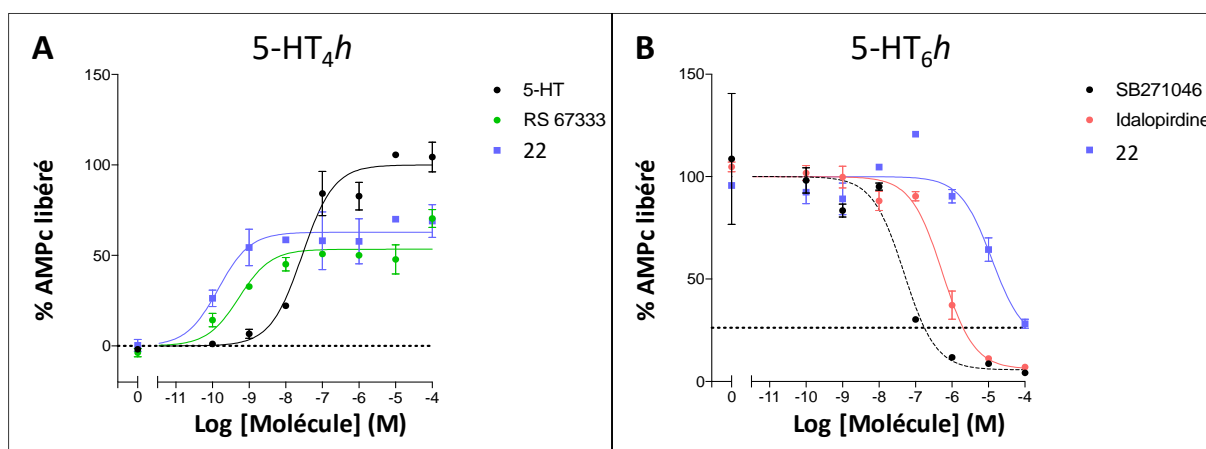 A
5-HT4h
150
100
50
0
% AMPc libéré
5-HT
RS 67333
22
0 -11 -10 -9 -8 -7 -6 -5 -4
Log [Molécule] (M)
B
5-HT6h
150
100
50
0
% AMPc libéré
SB271046
Idalopirdine
22
0 -11 -10 -9 -8 -7 -6 -5 -4
Log [Molécule] (M)